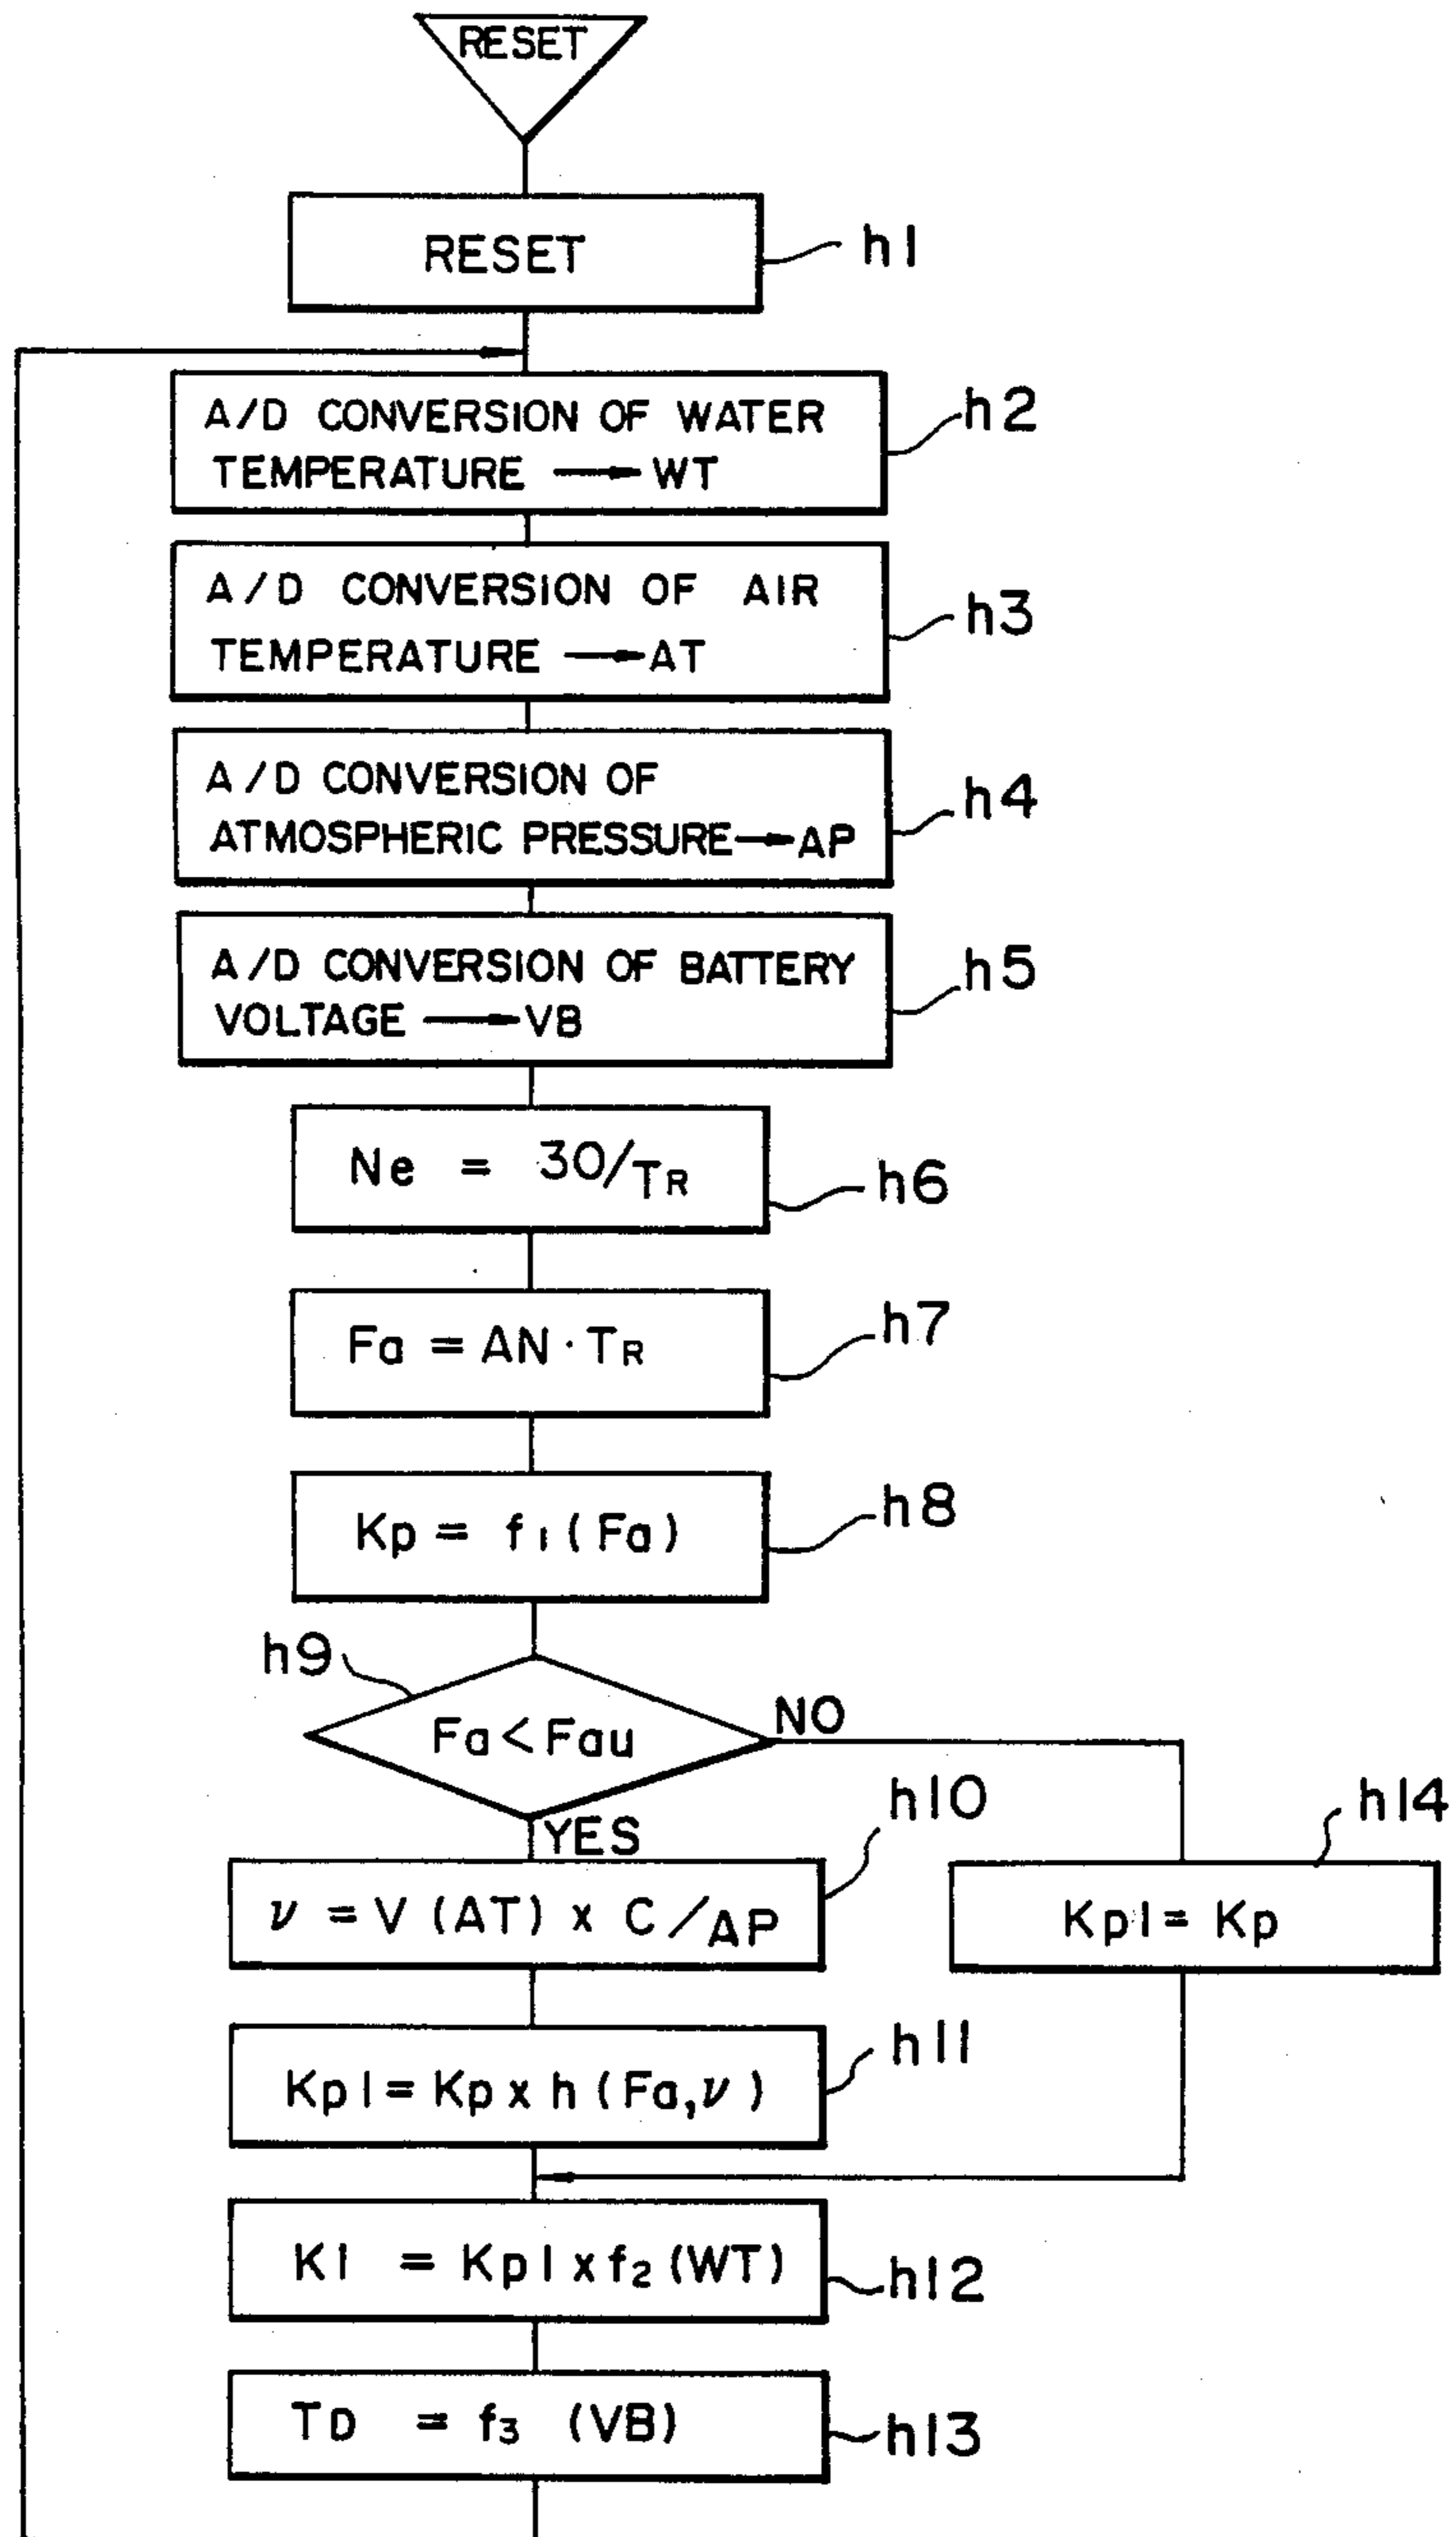 RESET
RESET
h1
A/D CONVERSION OF WATER
TEMPERATURE → WT
h2
A/D CONVERSION OF AIR
TEMPERATURE → AT
h3
A/D CONVERSION OF
ATMOSPHERIC PRESSURE → AP
h4
A/D CONVERSION OF BATTERY
VOLTAGE → VB
h5
Ne = 30/TR
h6
Fa = AN · TR
h7
Kp = f1 (Fa)
h8
h9
Fa < Fau
NO
YES
h10
ν = V (AT) x C/AP
h14
Kp1 = Kp
h11
Kp1 = Kp x h (Fa, ν)
K1 = Kp1 x f2 (WT)
h12
TD = f3 (VB)
h13